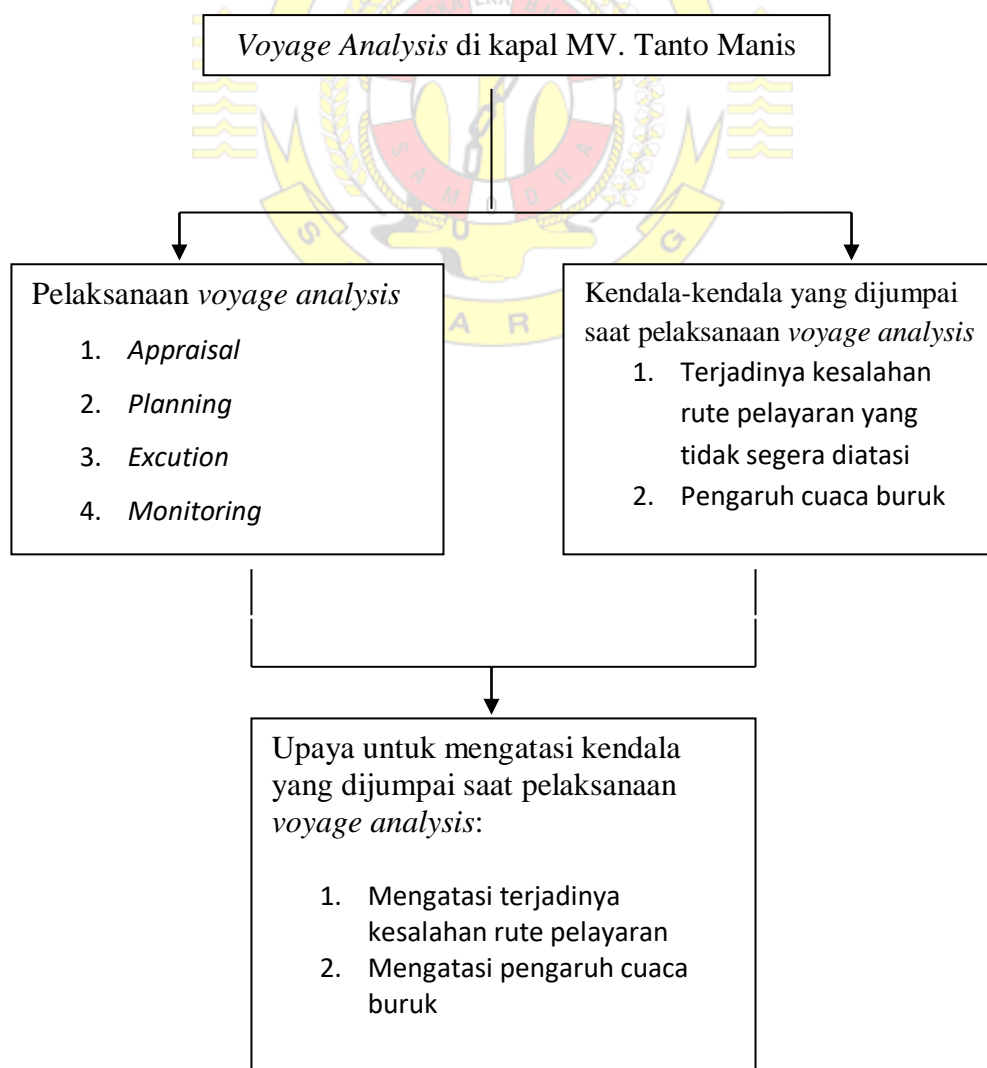 Voyage Analysis di kapal MV. Tanto Manis
SAMODRA
Pelaksanaan voyage analysis
1. Appraisal
2. Planning
3. Excution
4. Monitoring
Kendala-kendala yang dijumpai
saat pelaksanaan voyage analysis
1. Terjadinya kesalahan
rute pelayaran yang
tidak segera diatasi
2. Pengaruh cuaca buruk
Upaya untuk mengatasi kendala
yang dijumpai saat pelaksanaan
voyage analysis:
1. Mengatasi terjadinya
kesalahan rute pelayaran
2. Mengatasi pengaruh cuaca
buruk